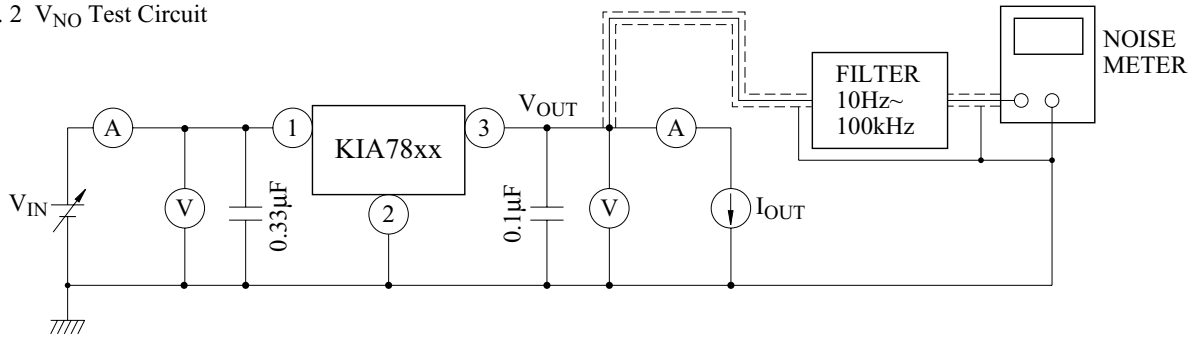 . 2 V_NO Test Circuit
NOISE
METER
FILTER
10Hz~
100kHz
V_OUT
A
1
KIA78xx
3
A
V_IN
V
0.33μF
2
0.1μF
V
I_OUT